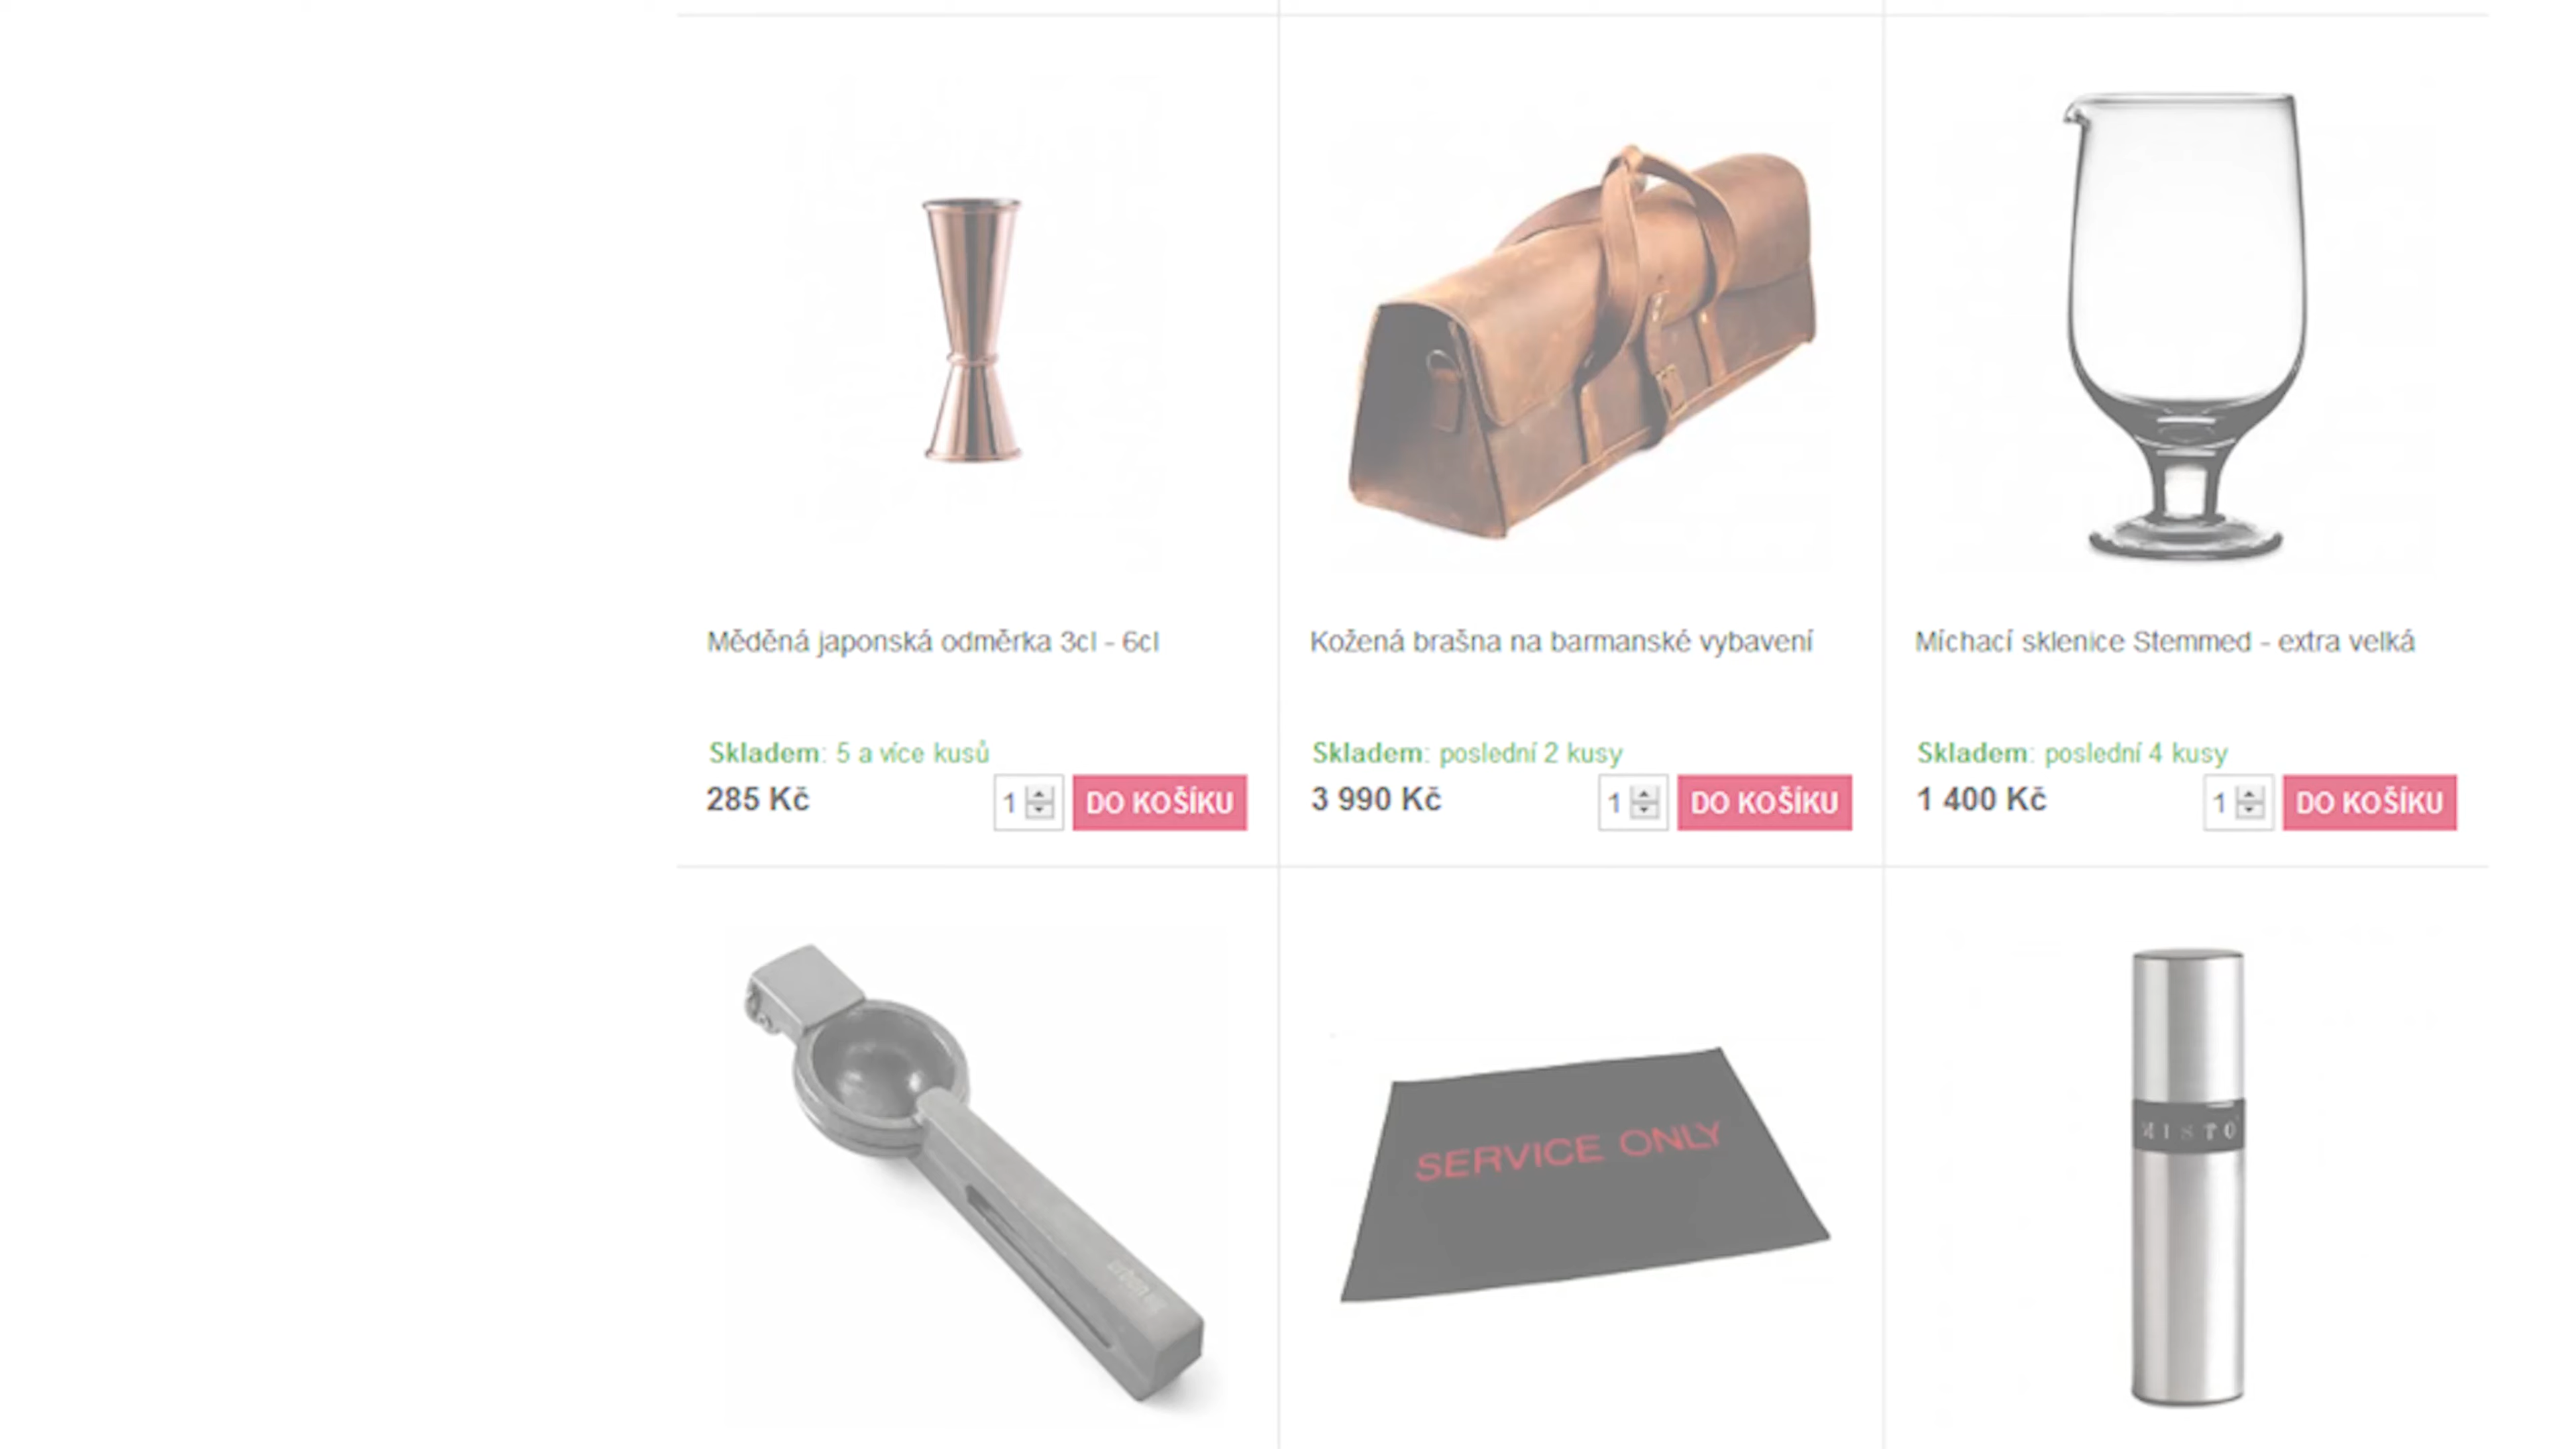 Měděná japonská odměrka 3cl - 6cl
Skladem: 5 a více kusů
285 Kč
1
DO KOŠÍKU
Kožená brašna na barmanské vybavení
Skladem: poslední 2 kusy
3 990 Kč
1
DO KOŠÍKU
Míchací sklenice Stemmed - extra velká
Skladem: poslední 4 kusy
1 400 Kč
1
DO KOŠÍKU
SERVICE ONLY
MISTO